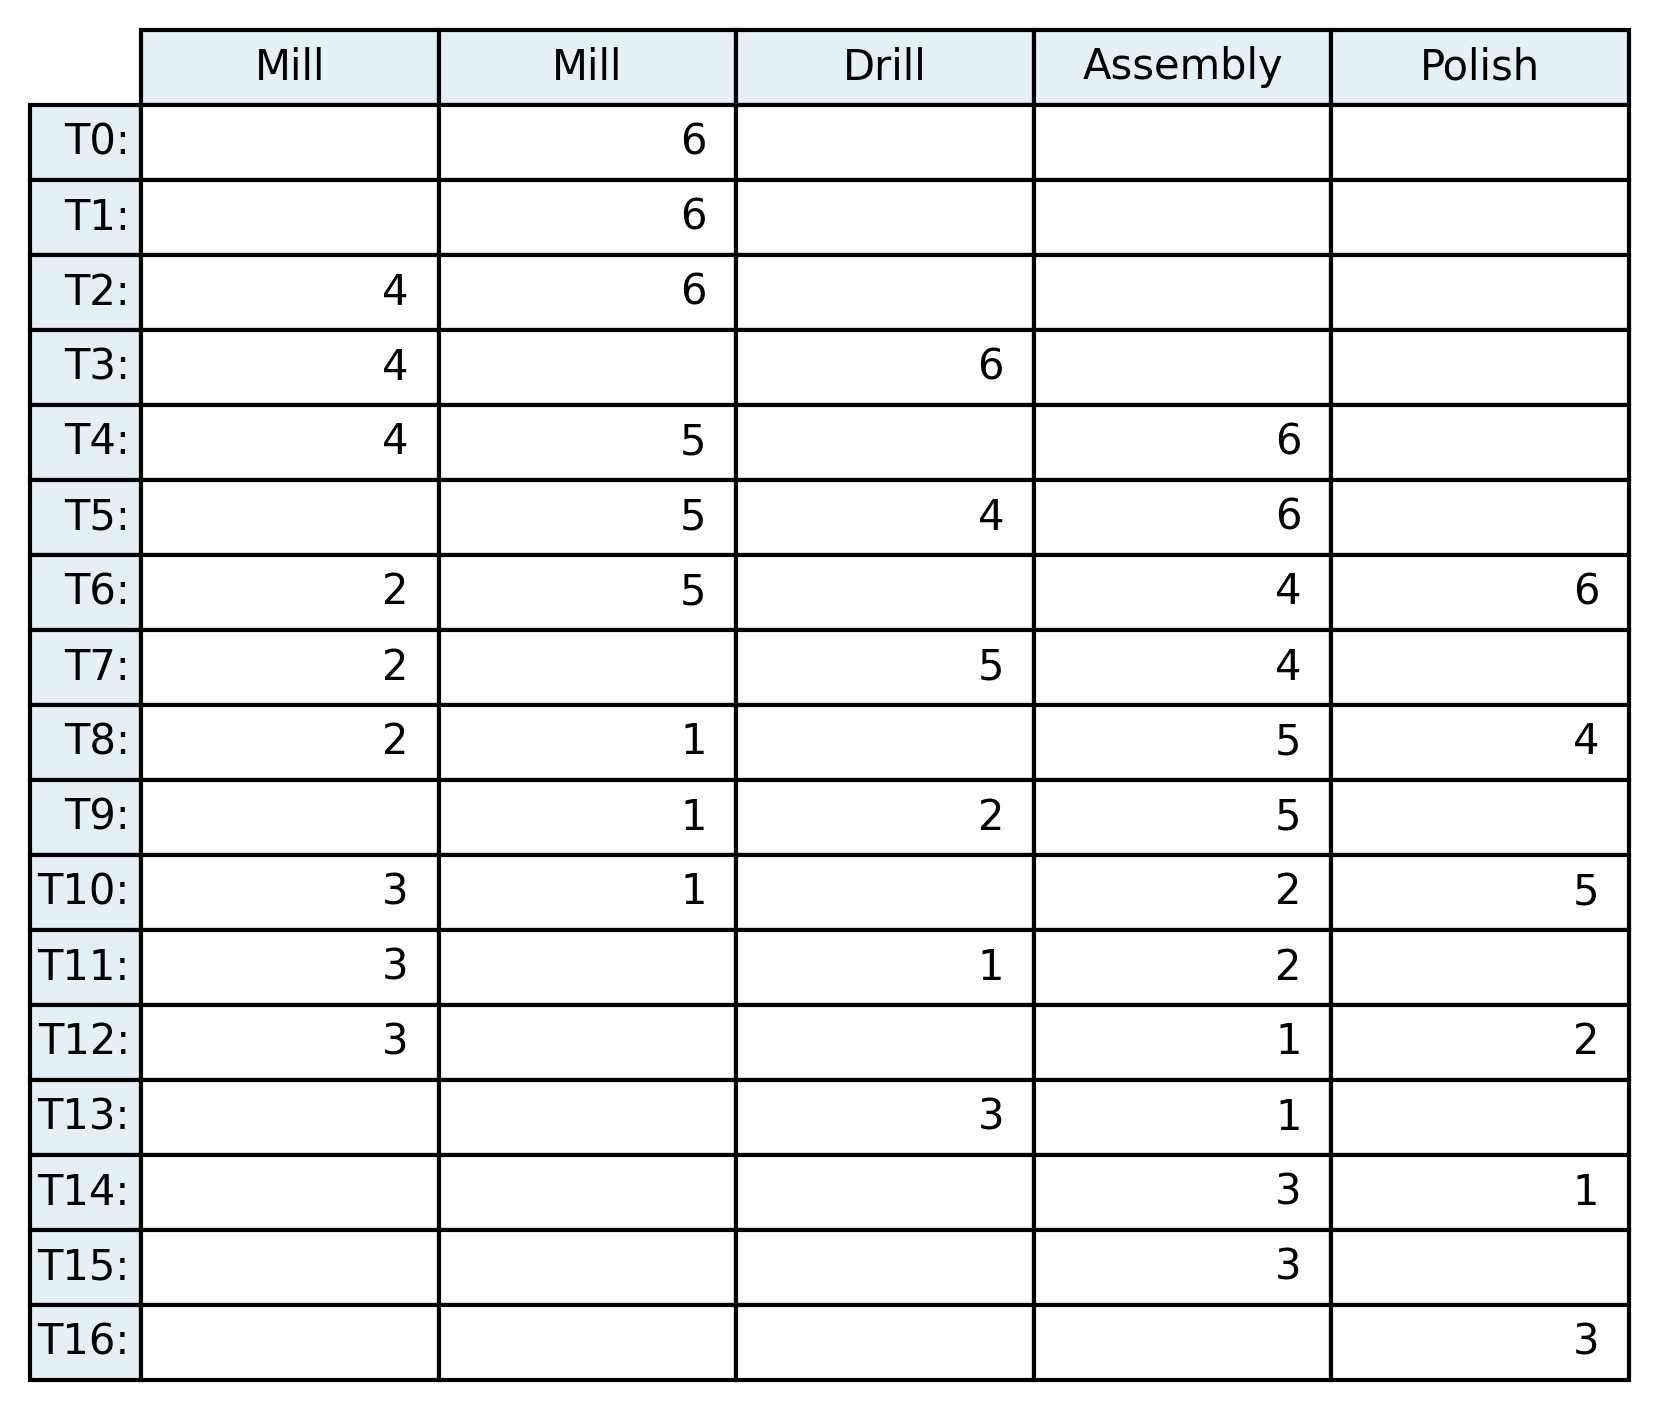 Mill Mill Drill Assembly Polish
T0: 6
T1: 6
T2: 4 6
T3: 4 6
T4: 4 5 6
T5: 5 4 6
T6: 2 5 4 6
T7: 2 5 4
T8: 2 1 5 4
T9: 1 2 5
T10: 3 1 2 5
T11: 3 1 2
T12: 3 1 2
T13: 3 1
T14: 3 1
T15: 3
T16: 3